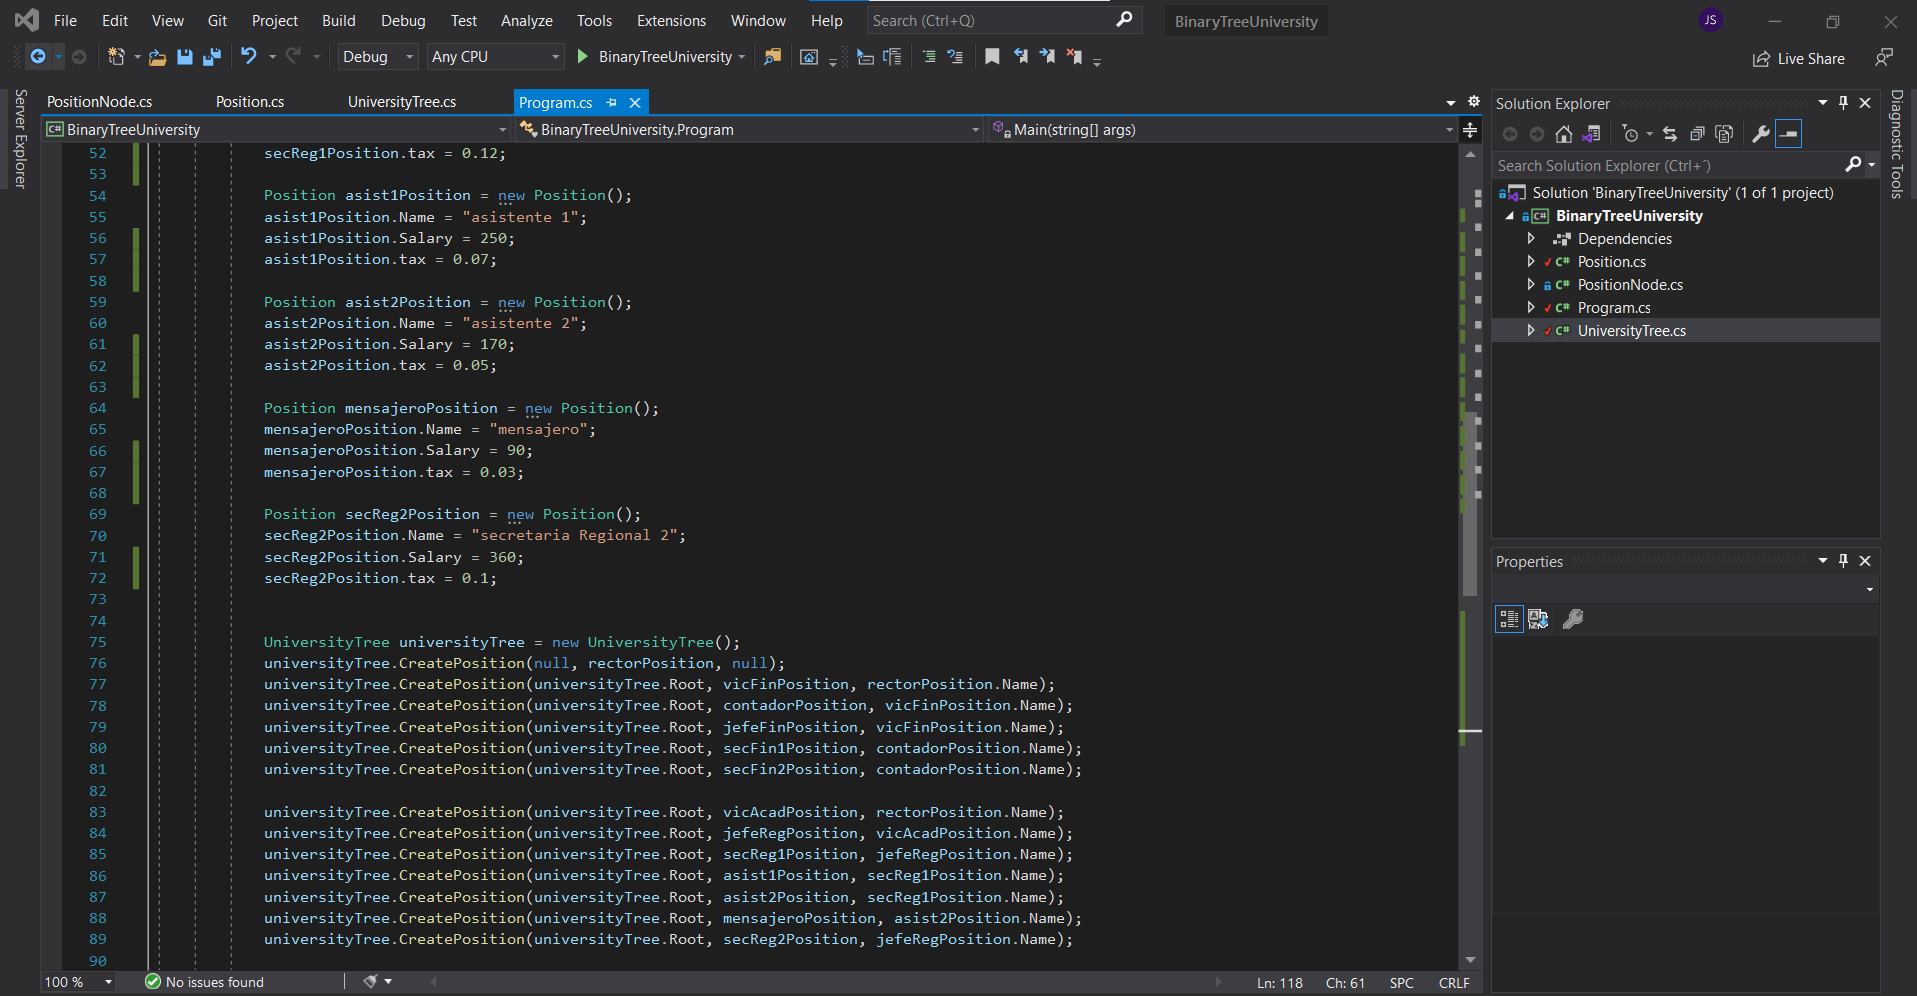 File Edit View Git Project Build Debug Test Analyze Tools Extensions Window Help Search (Ctrl+Q) BinaryTreeUniversity JS
Debug Any CPU BinaryTreeUniversity Live Share
Server Explorer
PositionNode.cs Position.cs UniversityTree.cs Program.cs
C# BinaryTreeUniversity BinaryTreeUniversity.Program Main(string[] args)
52 secReg1Position.tax = 0.12;
53
54 Position asist1Position = new Position();
55 asist1Position.Name = "asistente 1";
56 asist1Position.Salary = 250;
57 asist1Position.tax = 0.07;
58
59 Position asist2Position = new Position();
60 asist2Position.Name = "asistente 2";
61 asist2Position.Salary = 170;
62 asist2Position.tax = 0.05;
63
64 Position mensajeroPosition = new Position();
65 mensajeroPosition.Name = "mensajero";
66 mensajeroPosition.Salary = 90;
67 mensajeroPosition.tax = 0.03;
68
69 Position secReg2Position = new Position();
70 secReg2Position.Name = "secretaria Regional 2";
71 secReg2Position.Salary = 360;
72 secReg2Position.tax = 0.1;
73
74
75 UniversityTree universityTree = new UniversityTree();
76 universityTree.CreatePosition(null, rectorPosition, null);
77 universityTree.CreatePosition(universityTree.Root, vicFinPosition, rectorPosition.Name);
78 universityTree.CreatePosition(universityTree.Root, contadorPosition, vicFinPosition.Name);
79 universityTree.CreatePosition(universityTree.Root, jefeFinPosition, vicFinPosition.Name);
80 universityTree.CreatePosition(universityTree.Root, secFin1Position, contadorPosition.Name);
81 universityTree.CreatePosition(universityTree.Root, secFin2Position, contadorPosition.Name);
82
83 universityTree.CreatePosition(universityTree.Root, vicAcadPosition, rectorPosition.Name);
84 universityTree.CreatePosition(universityTree.Root, jefeRegPosition, vicAcadPosition.Name);
85 universityTree.CreatePosition(universityTree.Root, secReg1Position, jefeRegPosition.Name);
86 universityTree.CreatePosition(universityTree.Root, asist1Position, secReg1Position.Name);
87 universityTree.CreatePosition(universityTree.Root, asist2Position, secReg1Position.Name);
88 universityTree.CreatePosition(universityTree.Root, mensajeroPosition, asist2Position.Name);
89 universityTree.CreatePosition(universityTree.Root, secReg2Position, jefeRegPosition.Name);
90
100 % No issues found Ln: 118 Ch: 61 SPC CRLF
Solution Explorer
Search Solution Explorer (Ctrl+´)
Solution 'BinaryTreeUniversity' (1 of 1 project)
C# BinaryTreeUniversity
Dependencies
C# Position.cs
C# PositionNode.cs
C# Program.cs
C# UniversityTree.cs
Properties
Diagnostic Tools